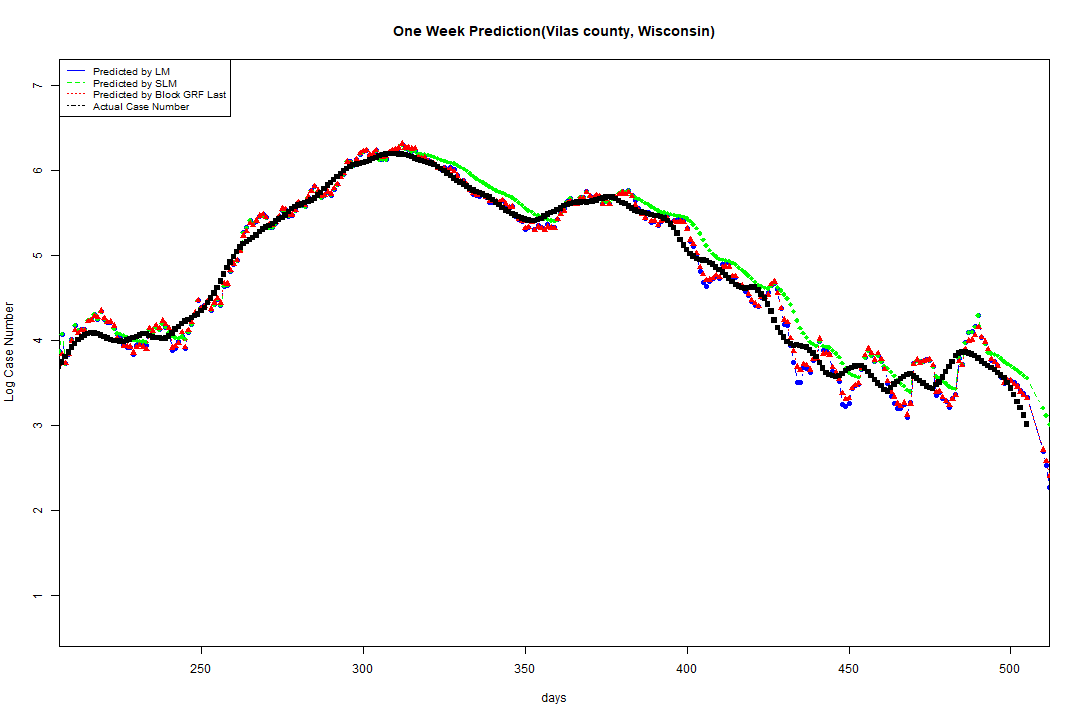 One Week Prediction(Vilas county, Wisconsin)
Predicted by LM
Predicted by SLM
Predicted by Block GRF Last
Actual Case Number
7
6
5
4
3
2
1
Log Case Number
250 300 350 400 450 500
days